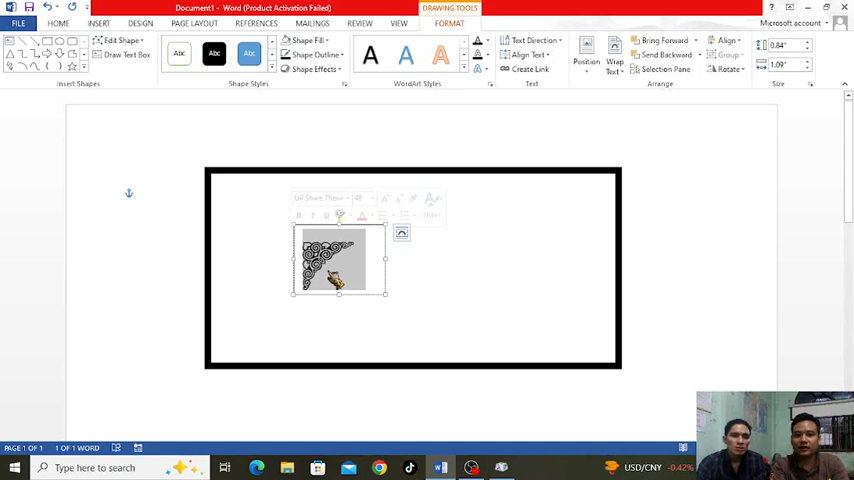 Document1 - Word (Product Activation Failed)
DRAWING TOOLS
FILE HOME INSERT DESIGN PAGE LAYOUT REFERENCES MAILINGS REVIEW VIEW FORMAT
Microsoft account
Edit Shape
Draw Text Box
Insert Shapes
Abc Abc Abc
Shape Fill
Shape Outline
Shape Effects
Shape Styles
A A A
WordArt Styles
Text Direction
Align Text
Create Link
Text
Position
Wrap
Text
Bring Forward
Send Backward
Selection Pane
Align
Rotate
Arrange
0.84"
1.09"
Size
48
B I U
PAGE 1 OF 1
1 OF 1 WORD
Type here to search
USD/CNY -0.42%